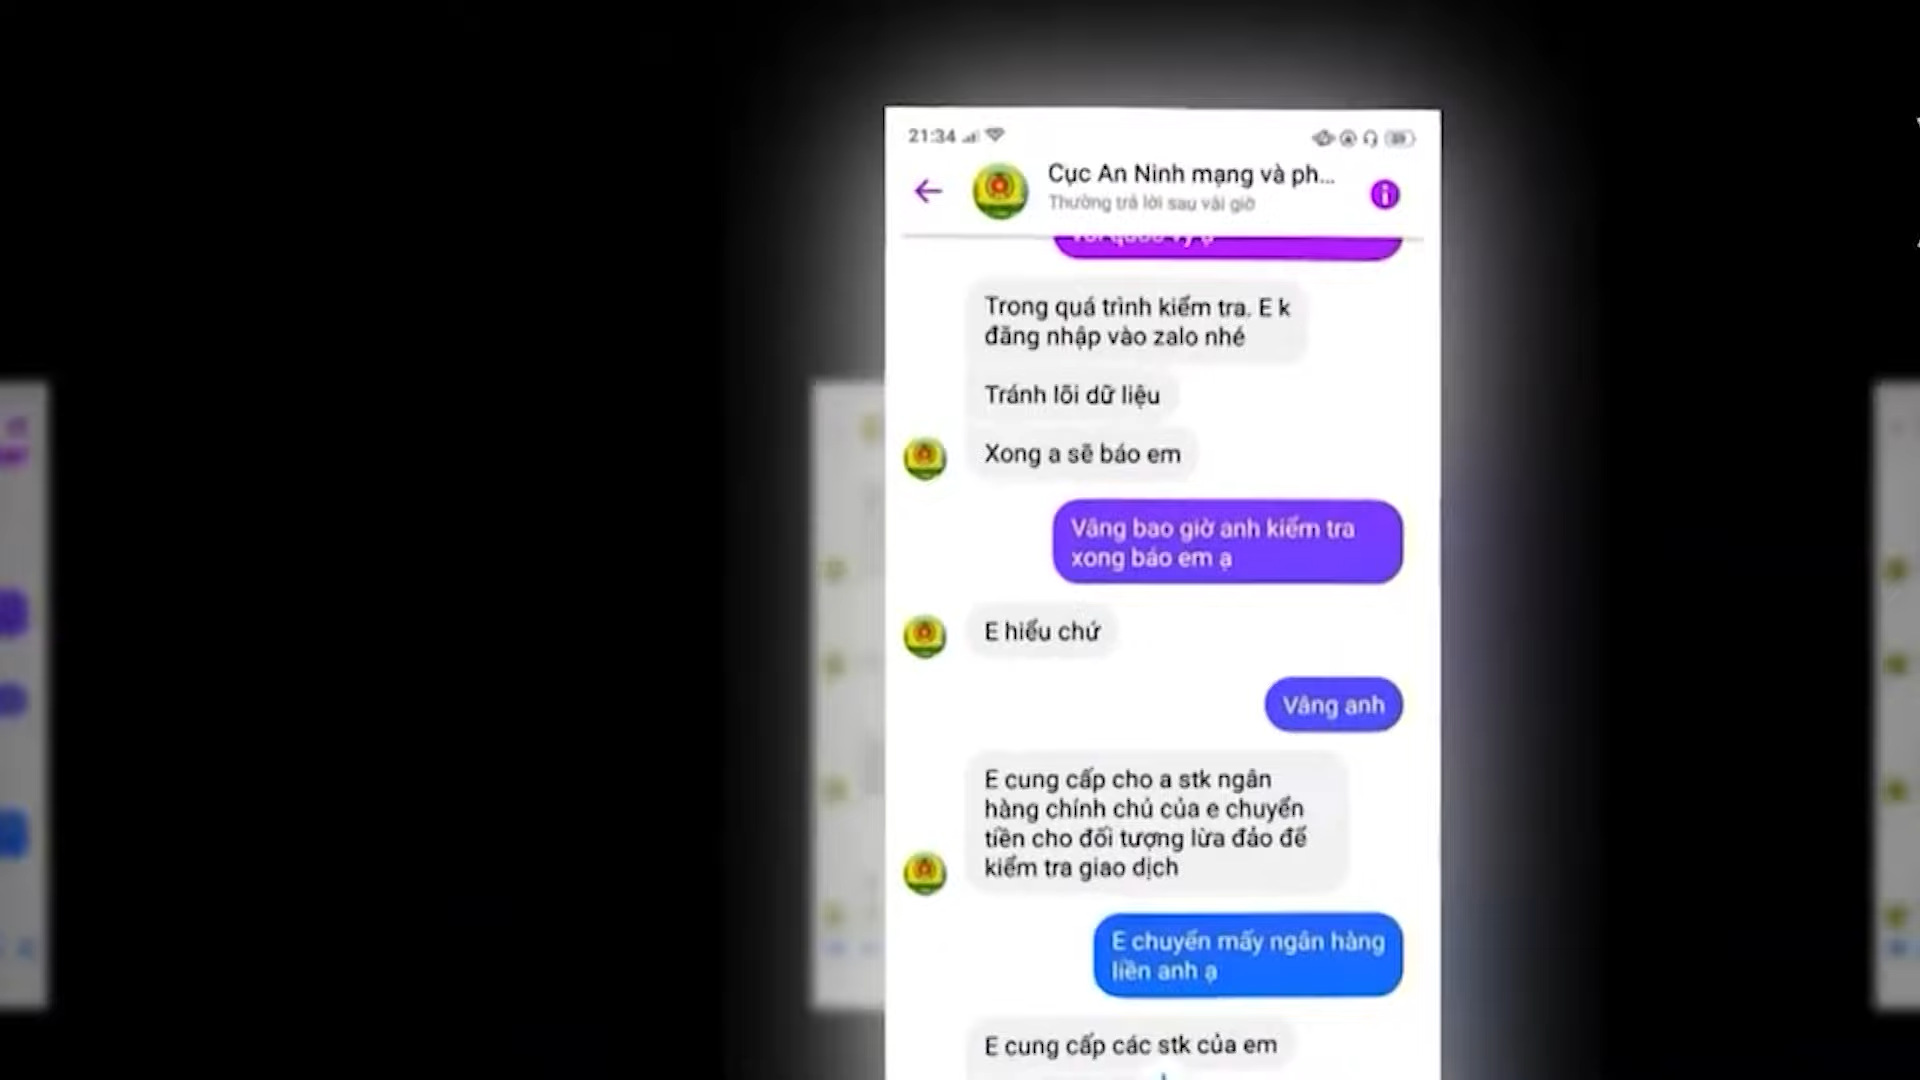 21:34
Cục An Ninh mạng và ph...
Thường trả lời sau vài giờ
Trong quá trình kiểm tra. E k
đăng nhập vào zalo nhé
Tránh lỗi dữ liệu
Xong a sẽ báo em
Vâng bao giờ anh kiểm tra
xong báo em ạ
E hiểu chứ
Vâng anh
E cung cấp cho a stk ngân
hàng chính chủ của e chuyển
tiền cho đối tượng lừa đảo để
kiểm tra giao dịch
E chuyển mấy ngân hàng
liền anh ạ
E cung cấp các stk của em